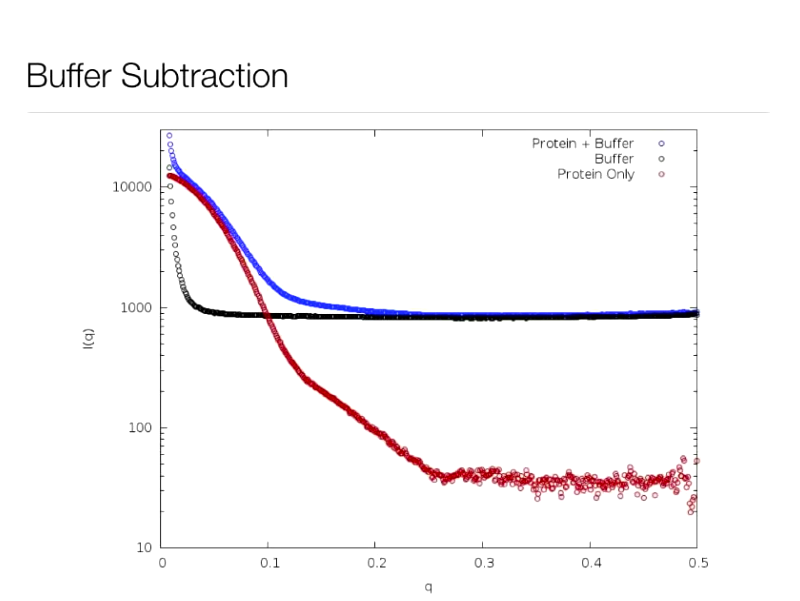 Buffer Subtraction
Protein + Buffer
Buffer
Protein Only
10000
1000
100
10
I(q)
0
0.1
0.2
0.3
0.4
0.5
q